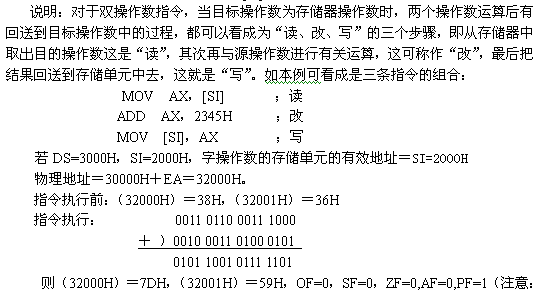 说明：对于双操作数指令，当目标操作数为存储器操作数时，两个操作数运算后有
回送到目标操作数中的过程，都可以看成为“读、改、写”的三个步骤，即从存储器中
取出目的操作数这是“读”，其次再与源操作数进行有关运算，这可称作“改”，最后把
结果回送到存储单元中去，这就是“写”。如本例可看成是三条指令的组合：
MOV AX，[SI] ；读
ADD AX，2345H ；改
MOV [SI]，AX ；写
若 DS=3000H，SI=2000H，字操作数的存储单元的有效地址＝SI=2000H
物理地址＝30000H＋EA＝32000H。
指令执行前：（32000H）＝38H，（32001H）＝36H
指令执行： 0011 0110 0011 1000
＋ ）0010 0011 0100 0101
0101 1001 0111 1101
则（32000H）＝7DH，（32001H）＝59H，OF=0，SF=0，ZF=0,AF=0,PF=1（注意：